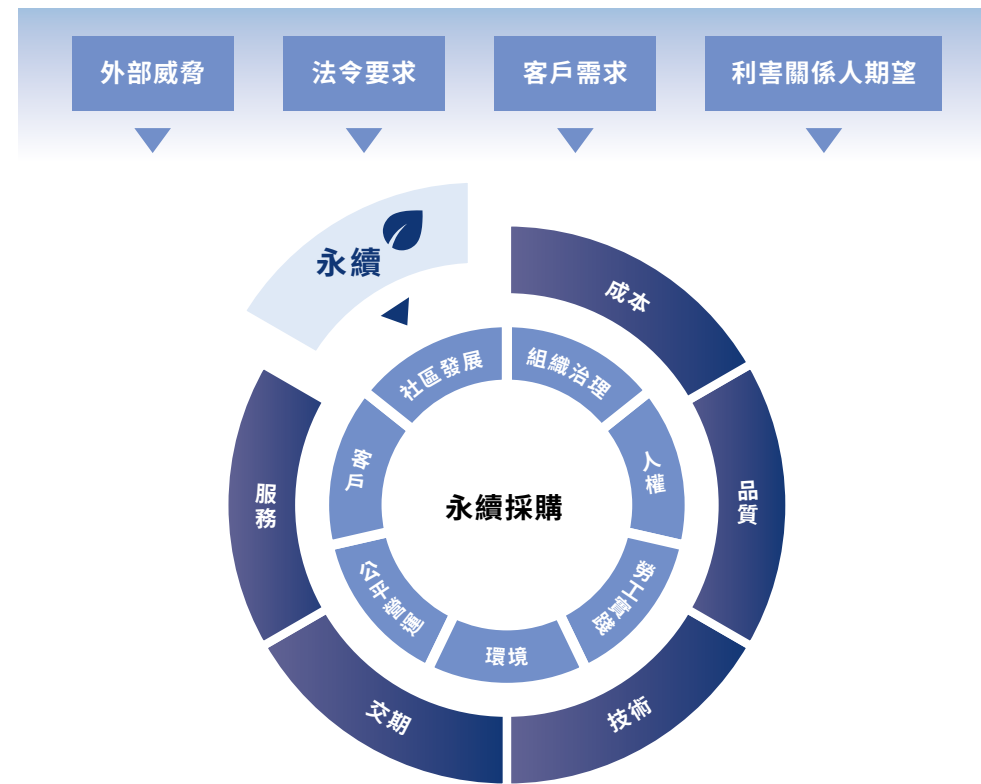 外部威脅
法令要求
客戶需求
利害關係人期望
永續
成本
品質
技術
交期
服務
組織治理
人權
勞工實踐
環境
公平營運
客戶
社區發展
永續採購